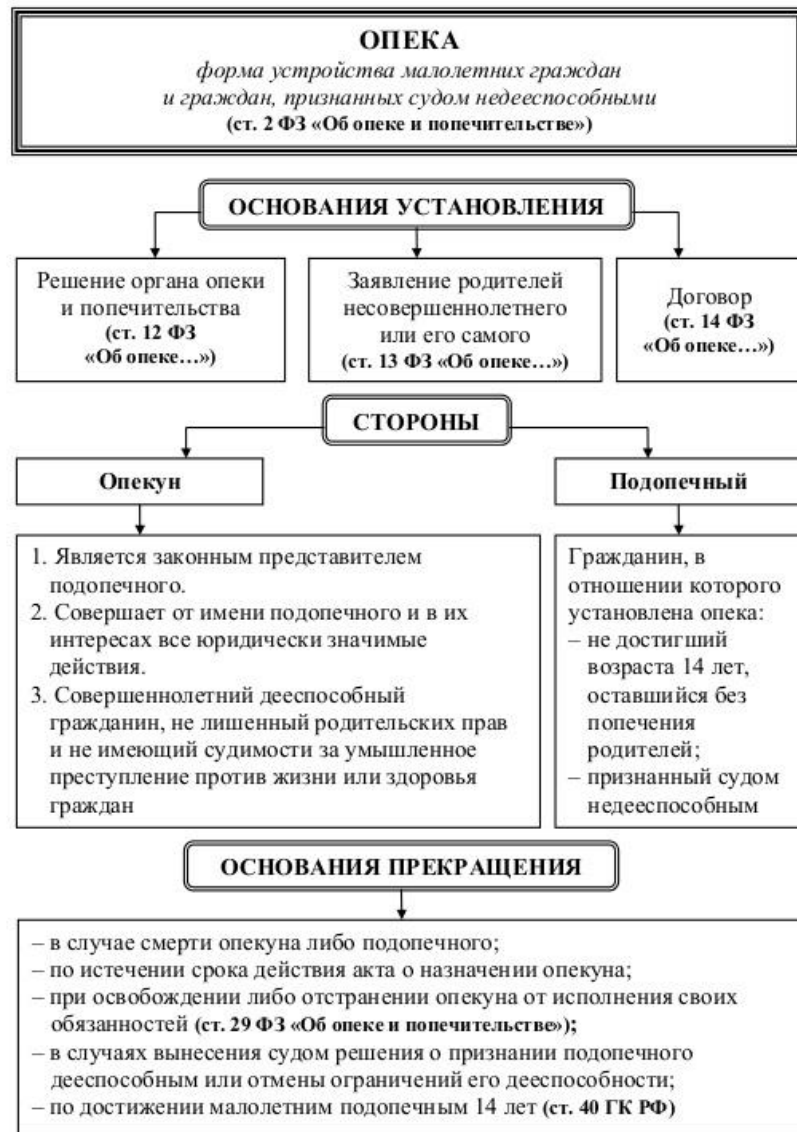 ОПЕКА
форма устройства малолетних граждан
и граждан, признанных судом недееспособными
(ст. 2 ФЗ «Об опеке и попечительстве»)
ОСНОВАНИЯ УСТАНОВЛЕНИЯ
Решение органа опеки
и попечительства
(ст. 12 ФЗ
«Об опеке…»)
Заявление родителей
несовершеннолетнего
или его самого
(ст. 13 ФЗ «Об опеке…»)
Договор
(ст. 14 ФЗ
«Об опеке…»)
СТОРОНЫ
Опекун
1. Является законным представителем
подопечного.
2. Совершает от имени подопечного и в их
интересах все юридически значимые
действия.
3. Совершеннолетний дееспособный
гражданин, не лишенный родительских прав
и не имеющий судимости за умышленное
преступление против жизни или здоровья
граждан
Подопечный
Гражданин, в
отношении которого
установлена опека:
– не достигший
возраста 14 лет,
оставшийся без
попечения
родителей;
– признанный судом
недееспособным
ОСНОВАНИЯ ПРЕКРАЩЕНИЯ
– в случае смерти опекуна либо подопечного;
– по истечении срока действия акта о назначении опекуна;
– при освобождении либо отстранении опекуна от исполнения своих
обязанностей (ст. 29 ФЗ «Об опеке и попечительстве»);
– в случаях вынесения судом решения о признании подопечного
дееспособным или отмены ограничений его дееспособности;
– по достижении малолетним подопечным 14 лет (ст. 40 ГК РФ)